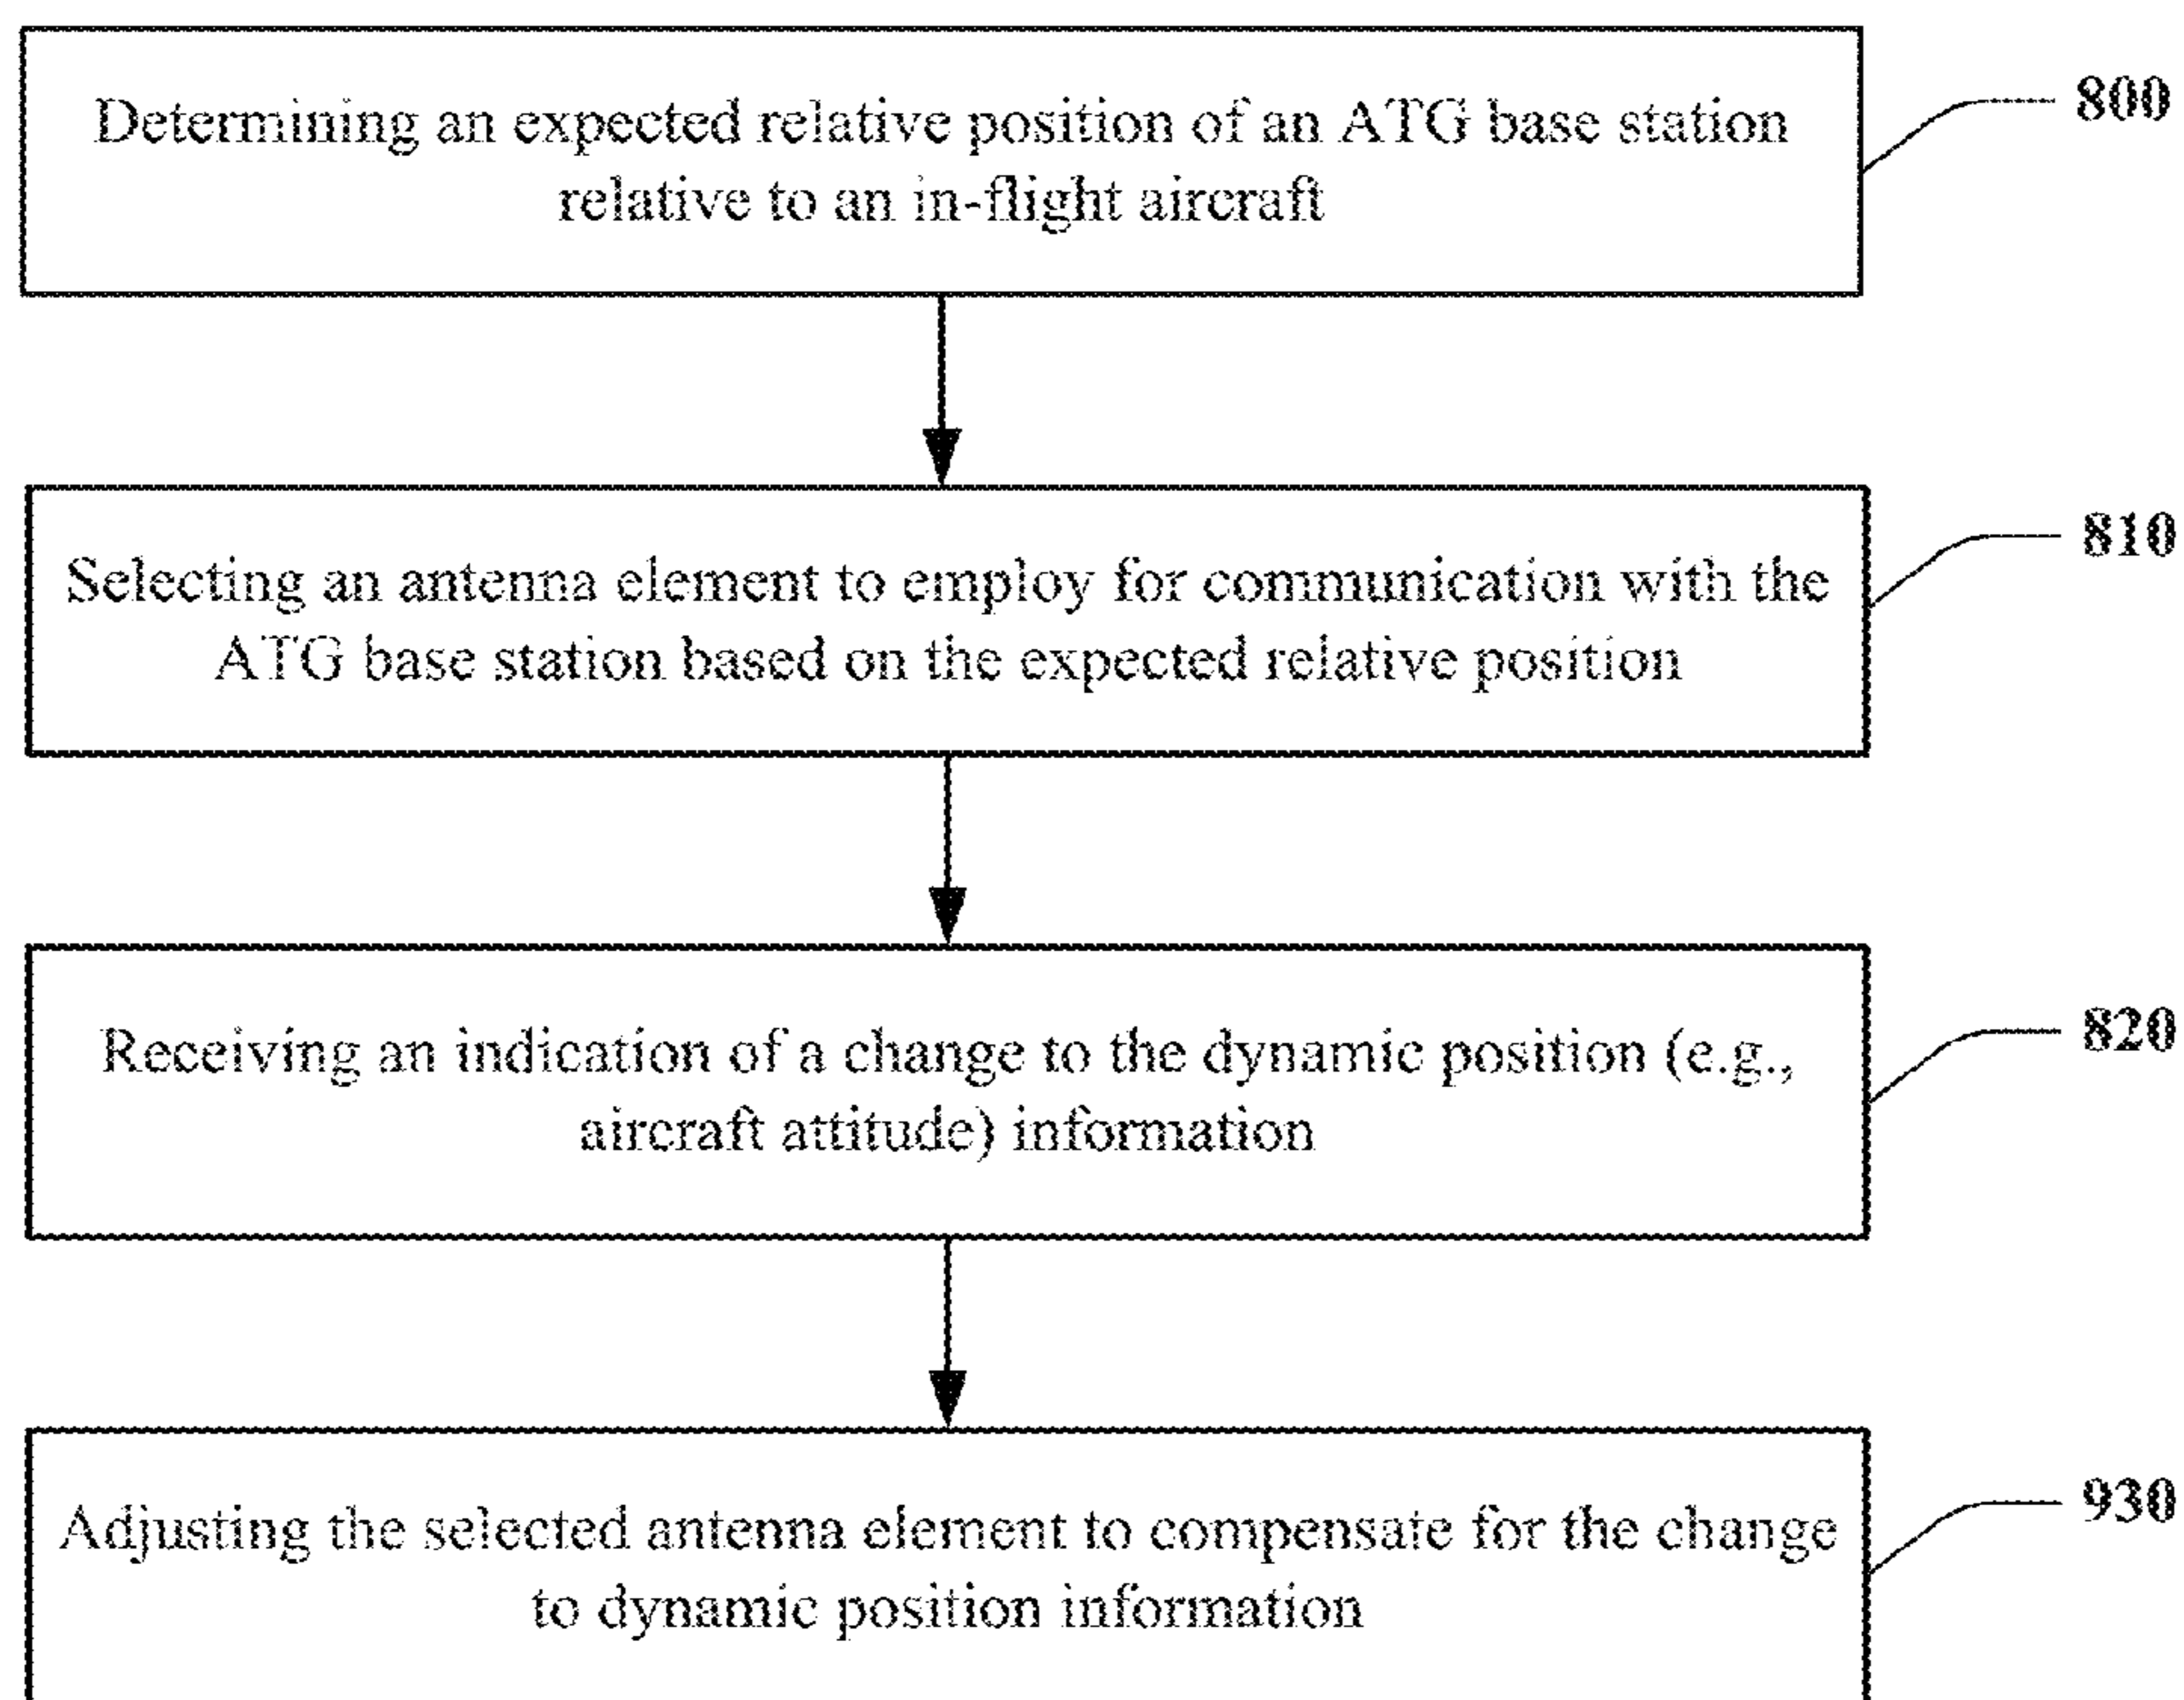 Determining an expected relative position of an ATG base station
relative to an in-flight aircraft
800
Selecting an antenna element to employ for communication with the
ATG base station based on the expected relative position
810
Receiving an indication of a change to the dynamic position (e.g.,
aircraft attitude) information
820
Adjusting the selected antenna element to compensate for the change
to dynamic position information
930